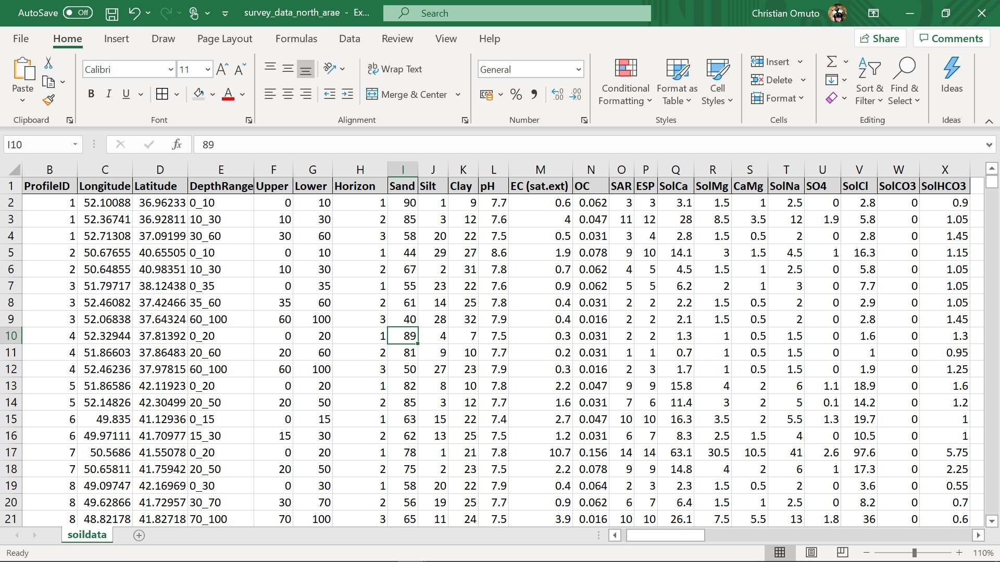 AutoSave Off survey_data_north_arae - Ex... Search Christian Omuto
File Home Insert Draw Page Layout Formulas Data Review View Help Share Comments
Paste Calibri 11 Wrap Text General Conditional Formatting Format as Table Cell Styles Insert Delete Format Sort & Filter Find & Select Ideas
B I U Merge & Center
Clipboard Font Alignment Number Styles Cells Editing Ideas
I10 fx 89
B C D E F G H I J K L M N O P Q R S T U V W X
1 ProfileID Longitude Latitude DepthRange Upper Lower Horizon Sand Silt Clay pH EC (sat.ext) OC SAR ESP SolCa SolMg CaMg SolNa SO4 SolCl SolCO3 SolHCO3
2 1 52.10088 36.96233 0_10 0 10 1 90 1 9 7.7 0.6 0.062 3 3 3.1 1.5 1 2.5 0 2.8 0 0.9
3 1 52.36741 36.92811 10_30 10 30 2 85 3 12 7.6 4 0.047 11 12 28 8.5 3.5 12 1.9 5.8 0 1.05
4 1 52.71308 37.09199 30_60 30 60 3 58 20 22 7.5 0.5 0.031 3 4 2.8 1.5 0.5 2 0 2.8 0 1.45
5 2 50.67655 40.65505 0_10 0 10 1 44 29 27 8.6 1.9 0.078 9 10 14.1 3 1.5 4.5 1 16.3 0 1.15
6 2 50.64855 40.98351 10_30 10 30 2 67 2 31 7.8 0.7 0.062 4 5 4.5 1.5 1 2.5 0 5.8 0 1.05
7 3 51.79717 38.12438 0_35 0 35 1 55 23 22 7.6 0.9 0.062 5 5 6.2 2 1 3 0 7.7 0 1.05
8 3 52.46082 37.42466 35_60 35 60 2 61 14 25 7.8 0.4 0.031 2 2 2.2 1.5 0.5 2 0 2.9 0 1.05
9 3 52.06838 37.64324 60_100 60 100 3 40 28 32 7.9 0.4 0.016 2 2 2.1 1.5 0.5 2 0 2.8 0 1.45
10 4 52.32944 37.81392 0_20 0 20 1 89 4 7 7.5 0.3 0.031 2 2 1.3 1 0.5 1.5 0 1.6 0 1.3
11 4 51.86603 37.86483 20_60 20 60 2 81 9 10 7.7 0.2 0.031 1 1 0.7 1 0.5 1.5 0 1 0 0.95
12 4 52.46236 37.97815 60_100 60 100 3 50 27 23 7.9 0.3 0.016 2 3 1.7 1 0.5 1.5 0 1.9 0 1.25
13 5 51.86586 42.11923 0_20 0 20 1 82 8 10 7.8 2.2 0.047 9 9 15.8 4 2 6 1.1 18.9 0 1.6
14 5 52.14826 42.30499 20_50 20 50 2 85 3 12 7.7 1.6 0.031 7 6 11.4 3 2 5 0.1 14.2 0 1.2
15 6 49.835 41.12936 0_15 0 15 1 63 15 22 7.4 2.7 0.047 10 10 16.3 3.5 2 5.5 1.3 19.7 0 1
16 6 49.97111 41.70977 15_30 15 30 2 62 13 25 7.5 1.2 0.031 6 7 8.3 2.5 1.5 4 0 10.5 0 1
17 7 50.5686 41.55078 0_20 0 20 1 78 1 21 7.8 10.7 0.156 14 14 63.1 30.5 10.5 41 2.6 97.6 0 5.75
18 7 50.65811 41.75942 20_50 20 50 2 75 2 23 7.5 2.2 0.078 9 9 14.8 4 2 6 1 17.3 0 2.25
19 8 49.09747 42.16969 0_30 0 30 1 58 20 22 7.9 0.4 0.064 2 3 2.3 1.5 0.5 2 0 3.6 0 0.55
20 8 49.62866 41.72957 30_70 30 70 2 56 19 25 7.7 0.9 0.062 6 7 6.4 1.5 1 2.5 0 8.2 0 0.7
21 8 48.82178 41.82718 70_100 70 100 3 65 11 24 7.5 3.9 0.016 10 10 26.1 7.5 5.5 13 1.8 36 0 0.6
soildata
Ready 110%